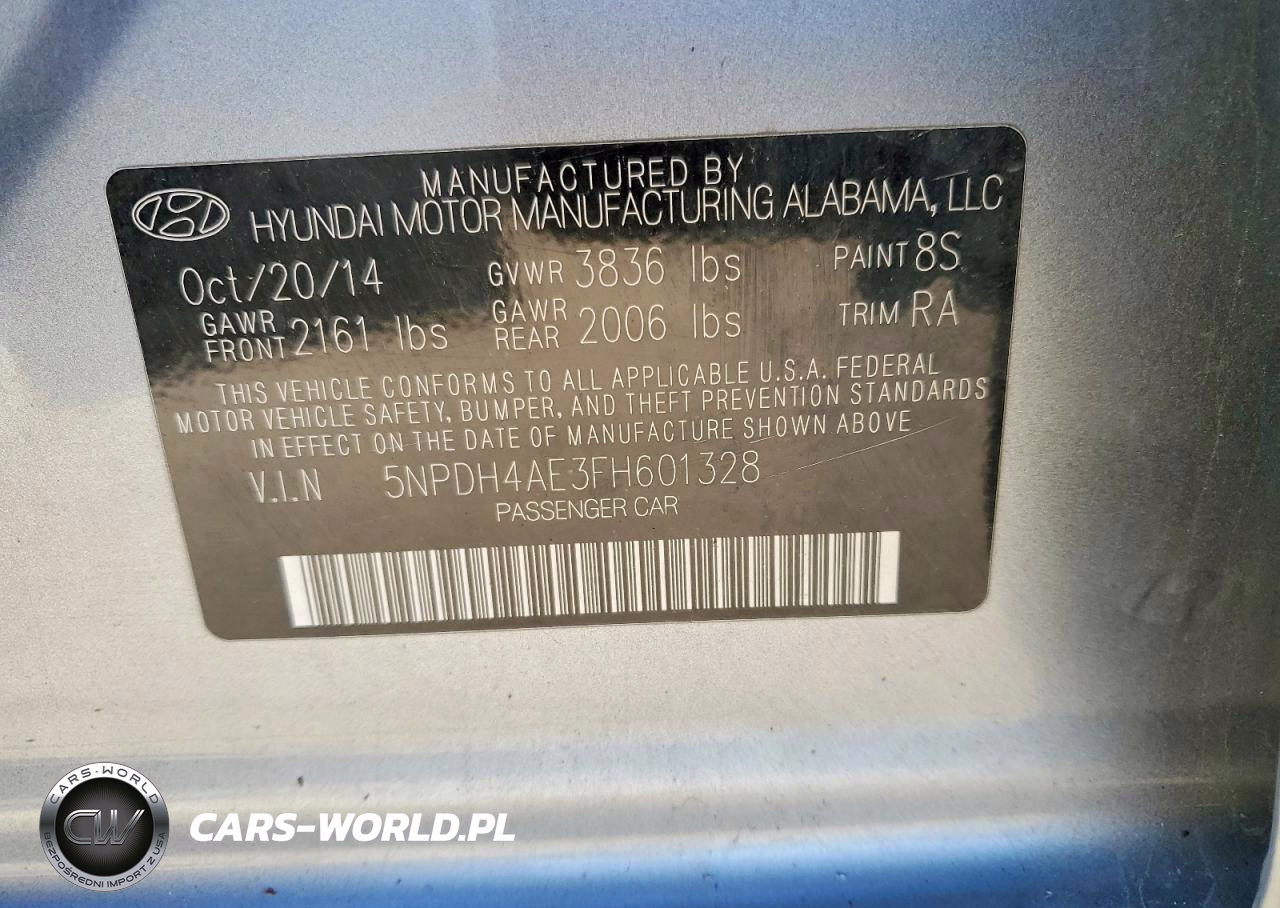 MANUFACTURED BY
HYUNDAI MOTOR MANUFACTURING ALABAMA, LLC
Oct/20/14 GVWR 3836 lbs PAINT 8S
GAWR FRONT 2161 lbs GAWR REAR 2006 lbs TRIM RA
THIS VEHICLE CONFORMS TO ALL APPLICABLE U.S.A. FEDERAL
MOTOR VEHICLE SAFETY, BUMPER, AND THEFT PREVENTION STANDARDS
IN EFFECT ON THE DATE OF MANUFACTURE SHOWN ABOVE
V.I.N 5NPDH4AE3FH601328
PASSENGER CAR
CARS-WORLD
CW
BEZPOŚREDNI IMPORT Z USA
CARS-WORLD.PL